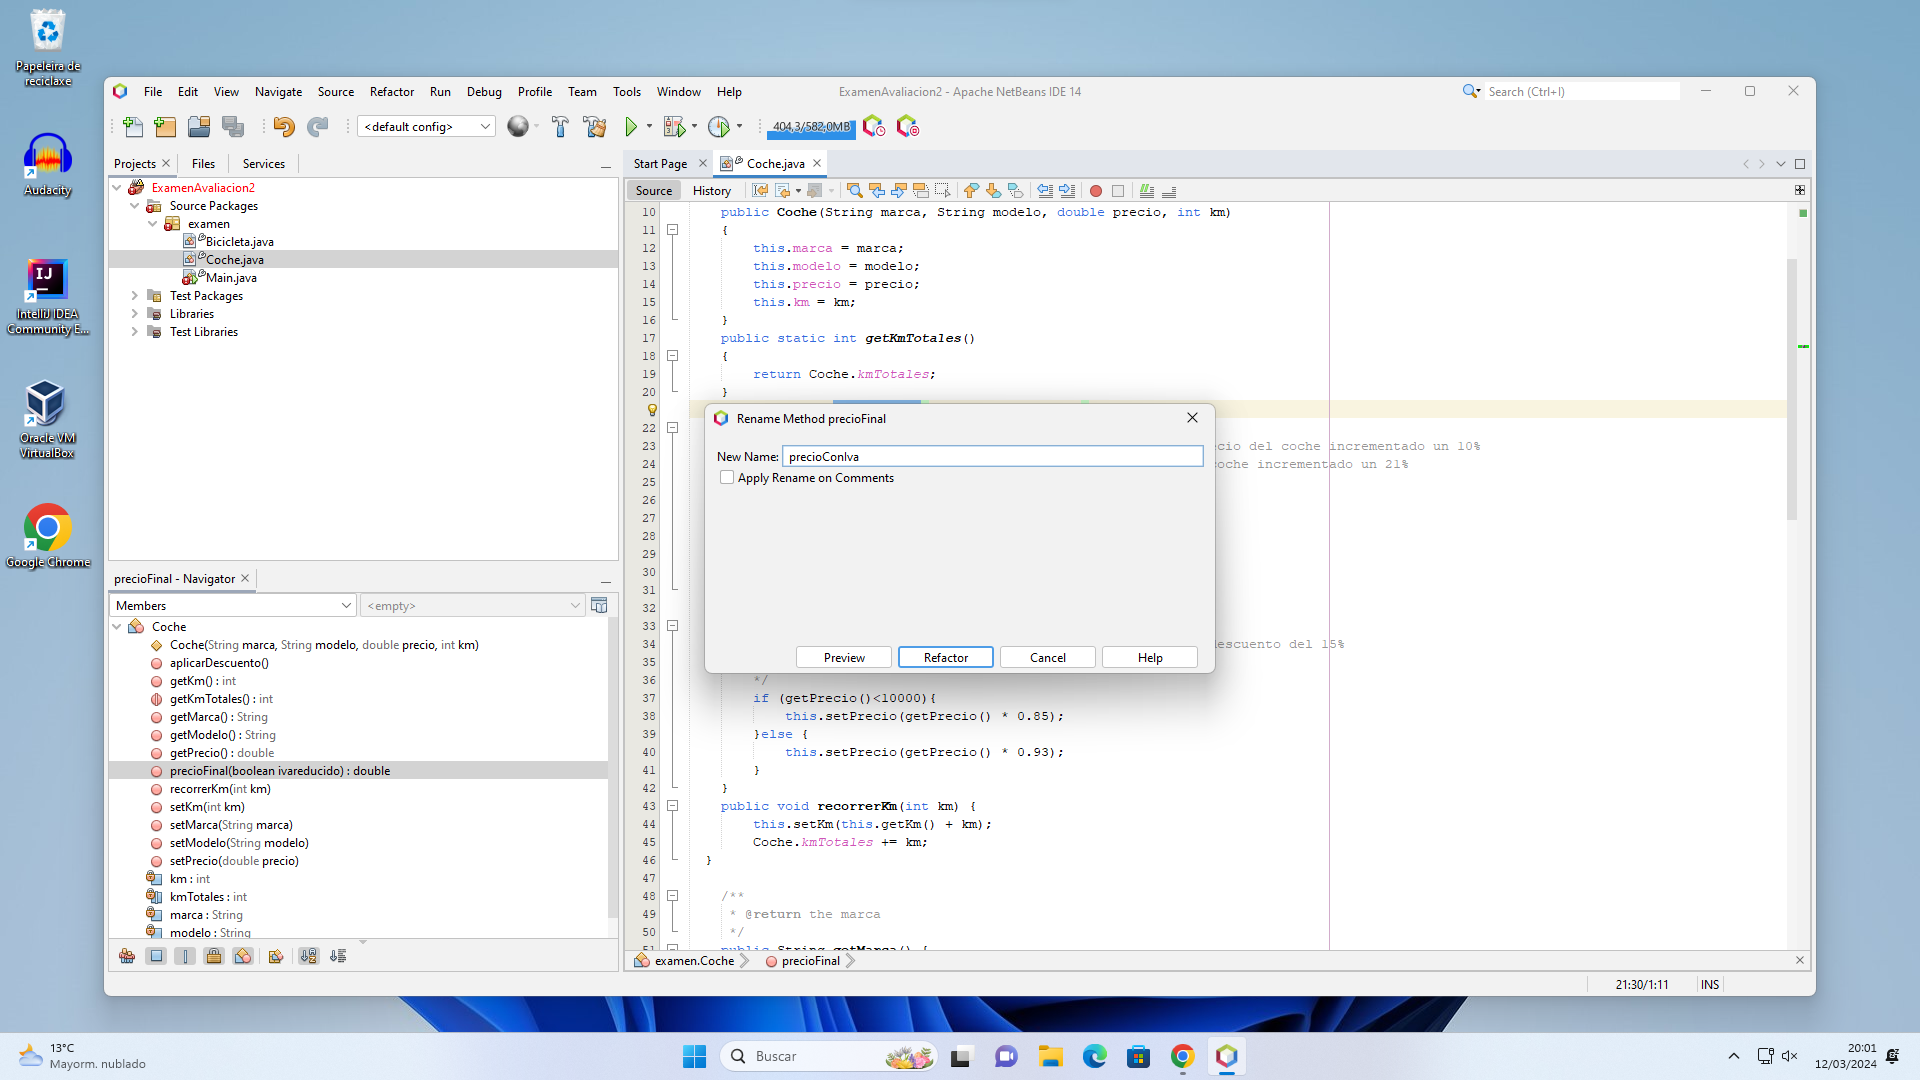 Papeleira de
reciclaxe
Audacity
IntelliJ IDEA
Community E...
Oracle VM
VirtualBox
Google Chrome
File Edit View Navigate Source Refactor Run Debug Profile Team Tools Window Help
ExamenAvaliacion2 - Apache NetBeans IDE 14
Search (Ctrl+I)
<default config>
404,3/582,0MB
Projects Files Services
ExamenAvaliacion2
Source Packages
examen
Bicicleta.java
Coche.java
Main.java
Test Packages
Libraries
Test Libraries
precioFinal - Navigator
Members
<empty>
Coche
Coche(String marca, String modelo, double precio, int km)
aplicarDescuento()
getKm() : int
getKmTotales() : int
getMarca() : String
getModelo() : String
getPrecio() : double
precioFinal(boolean ivareducido) : double
recorrerKm(int km)
setKm(int km)
setMarca(String marca)
setModelo(String modelo)
setPrecio(double precio)
km : int
kmTotales : int
marca : String
modelo : String
Start Page Coche.java
Source History
10 public Coche(String marca, String modelo, double precio, int km)
11 {
12 this.marca = marca;
13 this.modelo = modelo;
14 this.precio = precio;
15 this.km = km;
16 }
17 public static int getKmTotales()
18 {
19 return Coche.kmTotales;
20 }
22
23 cio del coche incrementado un 10%
24 coche incrementado un 21%
25
26
27
28
29
30
31
32
33
34 escuento del 15%
35
36 */
37 if (getPrecio()<10000){
38 this.setPrecio(getPrecio() * 0.85);
39 }else {
40 this.setPrecio(getPrecio() * 0.93);
41 }
42 }
43 public void recorrerKm(int km) {
44 this.setKm(this.getKm() + km);
45 Coche.kmTotales += km;
46 }
47
48 /**
49 * @return the marca
50 */
51 public String getMarca() {
Rename Method precioFinal
New Name: precioConIva
Apply Rename on Comments
Preview Refactor Cancel Help
examen.Coche precioFinal
21:30/1:11 INS
13°C
Mayorm. nublado
Buscar
20:01
12/03/2024